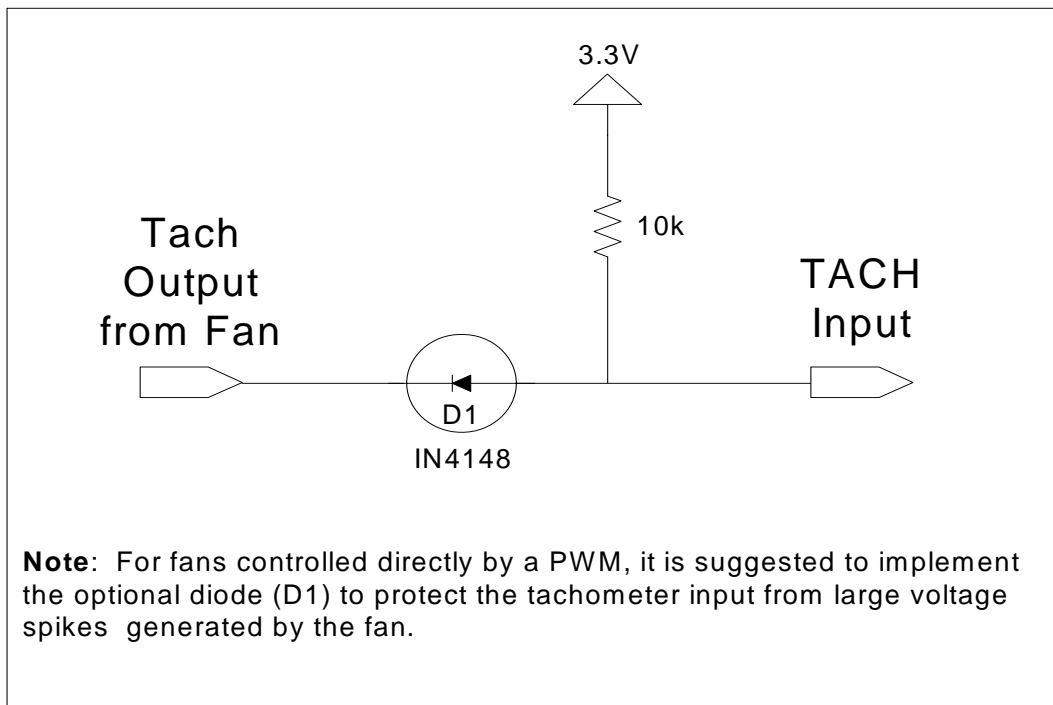 3.3V
10k
Tach
Output
from Fan
TACH
Input
D1
IN4148
Note: For fans controlled directly by a PWM, it is suggested to implement
the optional diode (D1) to protect the tachometer input from large voltage
spikes generated by the fan.